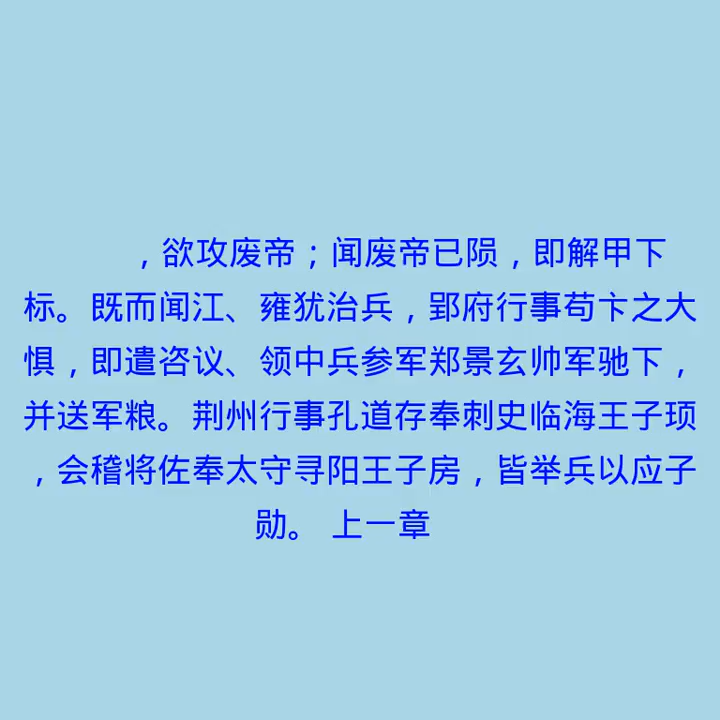 ，欲攻废帝；闻废帝已陨，即解甲下
标。既而闻江、雍犹治兵，郢府行事苟卞之大
惧，即遣咨议、领中兵参军郑景玄帅军驰下，
并送军粮。荆州行事孔道存奉刺史临海王子顼
，会稽将佐奉太守寻阳王子房，皆举兵以应子
勋。 上一章